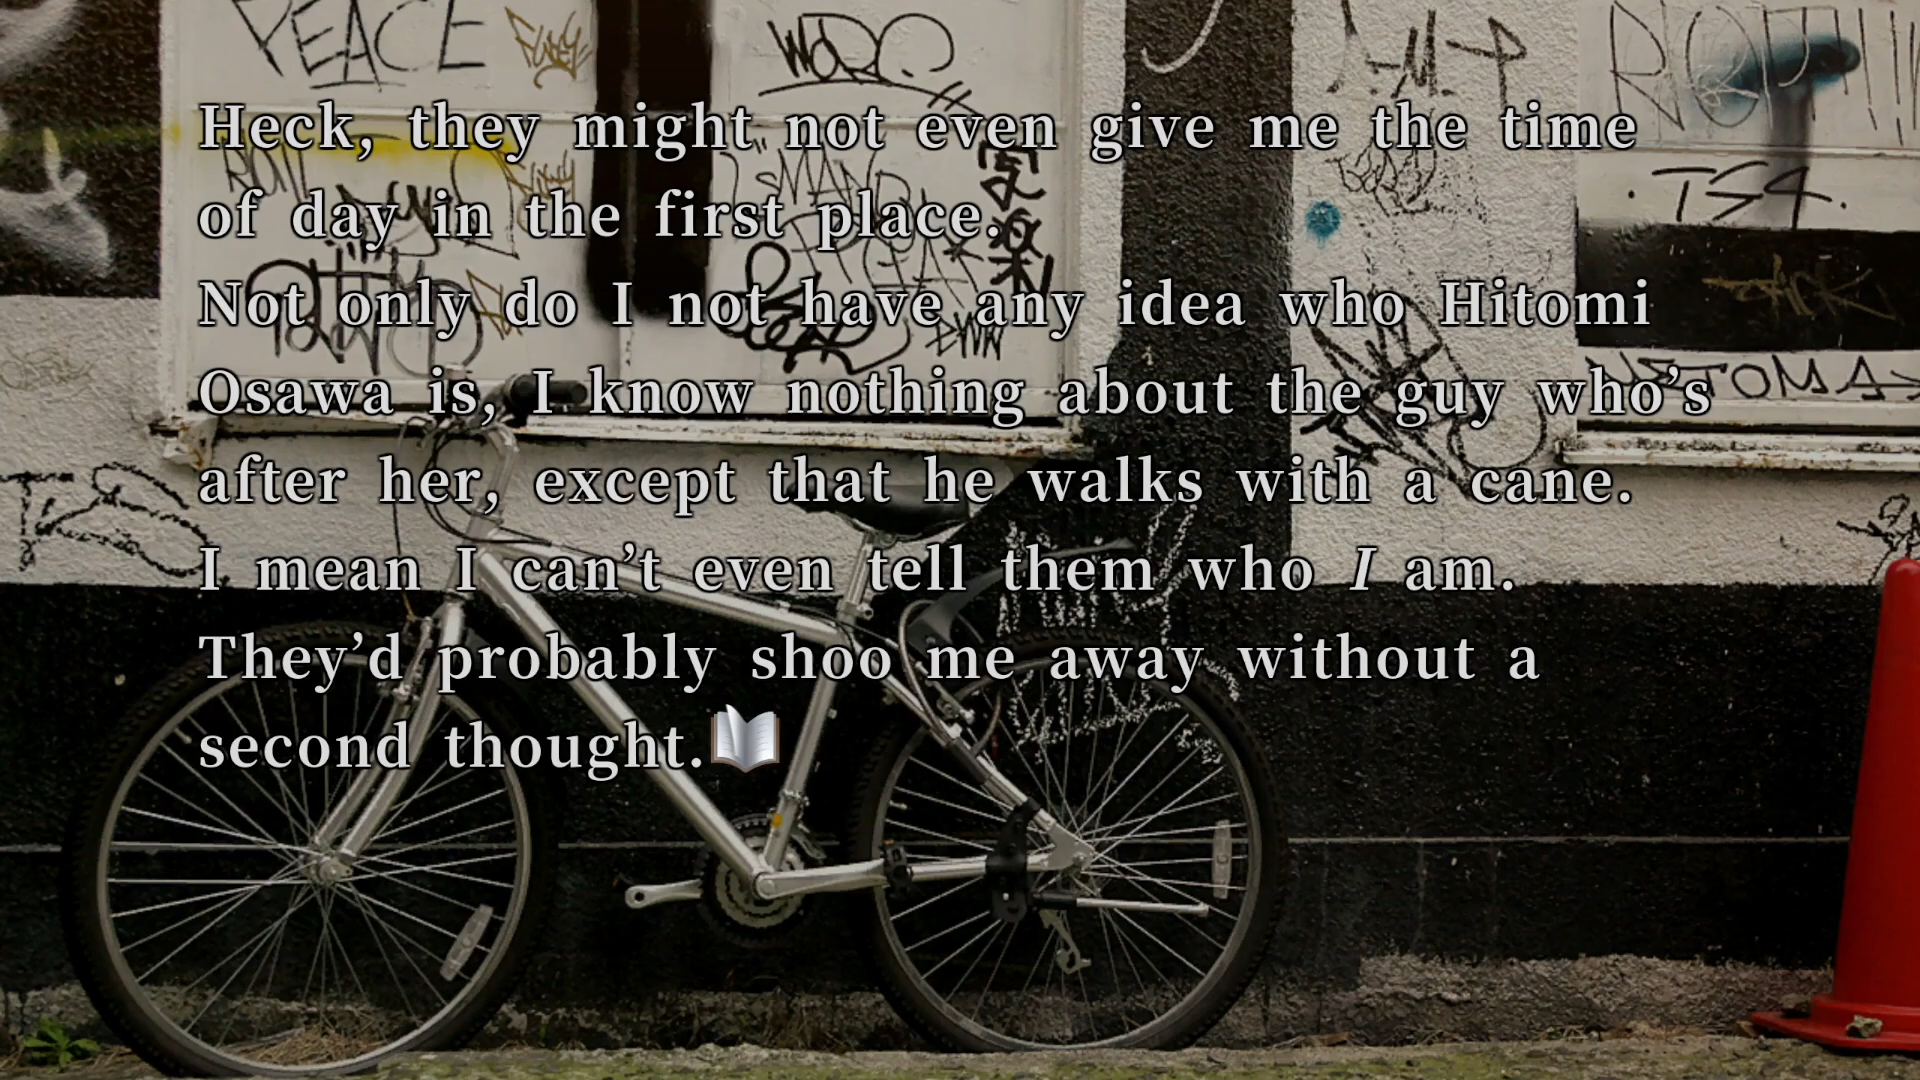 PEACE
Heck, they might not even give me the time
of day in the first place.
Not only do I not have any idea who Hitomi
Osawa is, I know nothing about the guy who’s
after her, except that he walks with a cane.
I mean I can’t even tell them who I am.
They’d probably shoo me away without a
second thought.